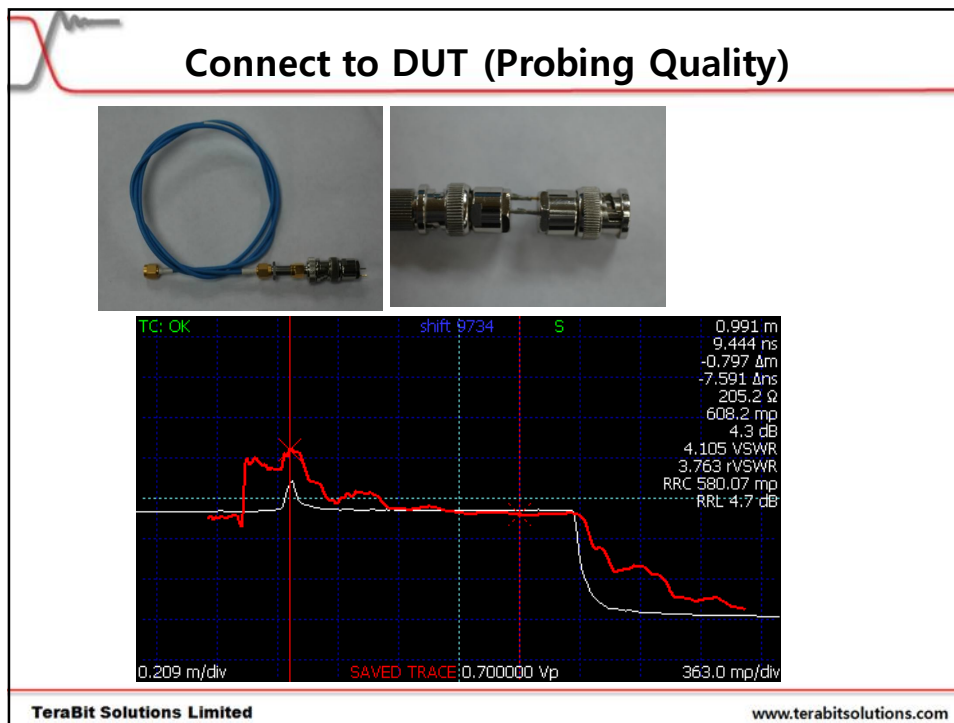 Connect to DUT (Probing Quality)
TC: OK
shift 9734
S
0.991 m
9.444 ns
-0.797 Δm
-7.591 Δns
205.2 Ω
608.2 mp
4.3 dB
4.105 VSWR
3.763 rVSWR
RRC 580.07 mp
RRL 4.7 dB
0.209 m/div
SAVED TRACE
0.700000 Vp
363.0 mp/div
TeraBit Solutions Limited
www.terabitsolutions.com